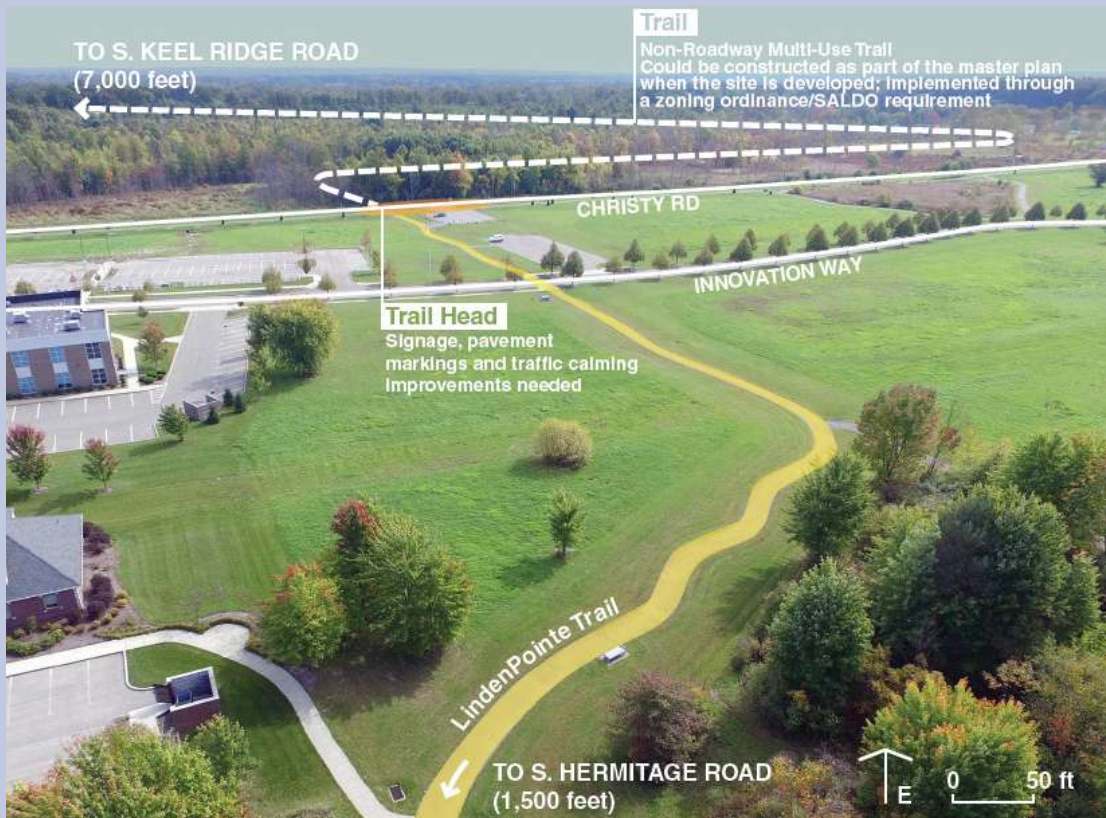 Trail
TO S. KEEL RIDGE ROAD
(7,000 feet)
Non-Roadway Multi-Use Trail
Could be constructed as part of the master plan
when the site is developed; implemented through
a zoning ordinance/SALDO requirement
CHRISTY RD
INNOVATION WAY
Trail Head
Signage, pavement
markings and traffic calming
improvements needed
LindenPointe Trail
TO S. HERMITAGE ROAD
(1,500 feet)
E
0 50 ft